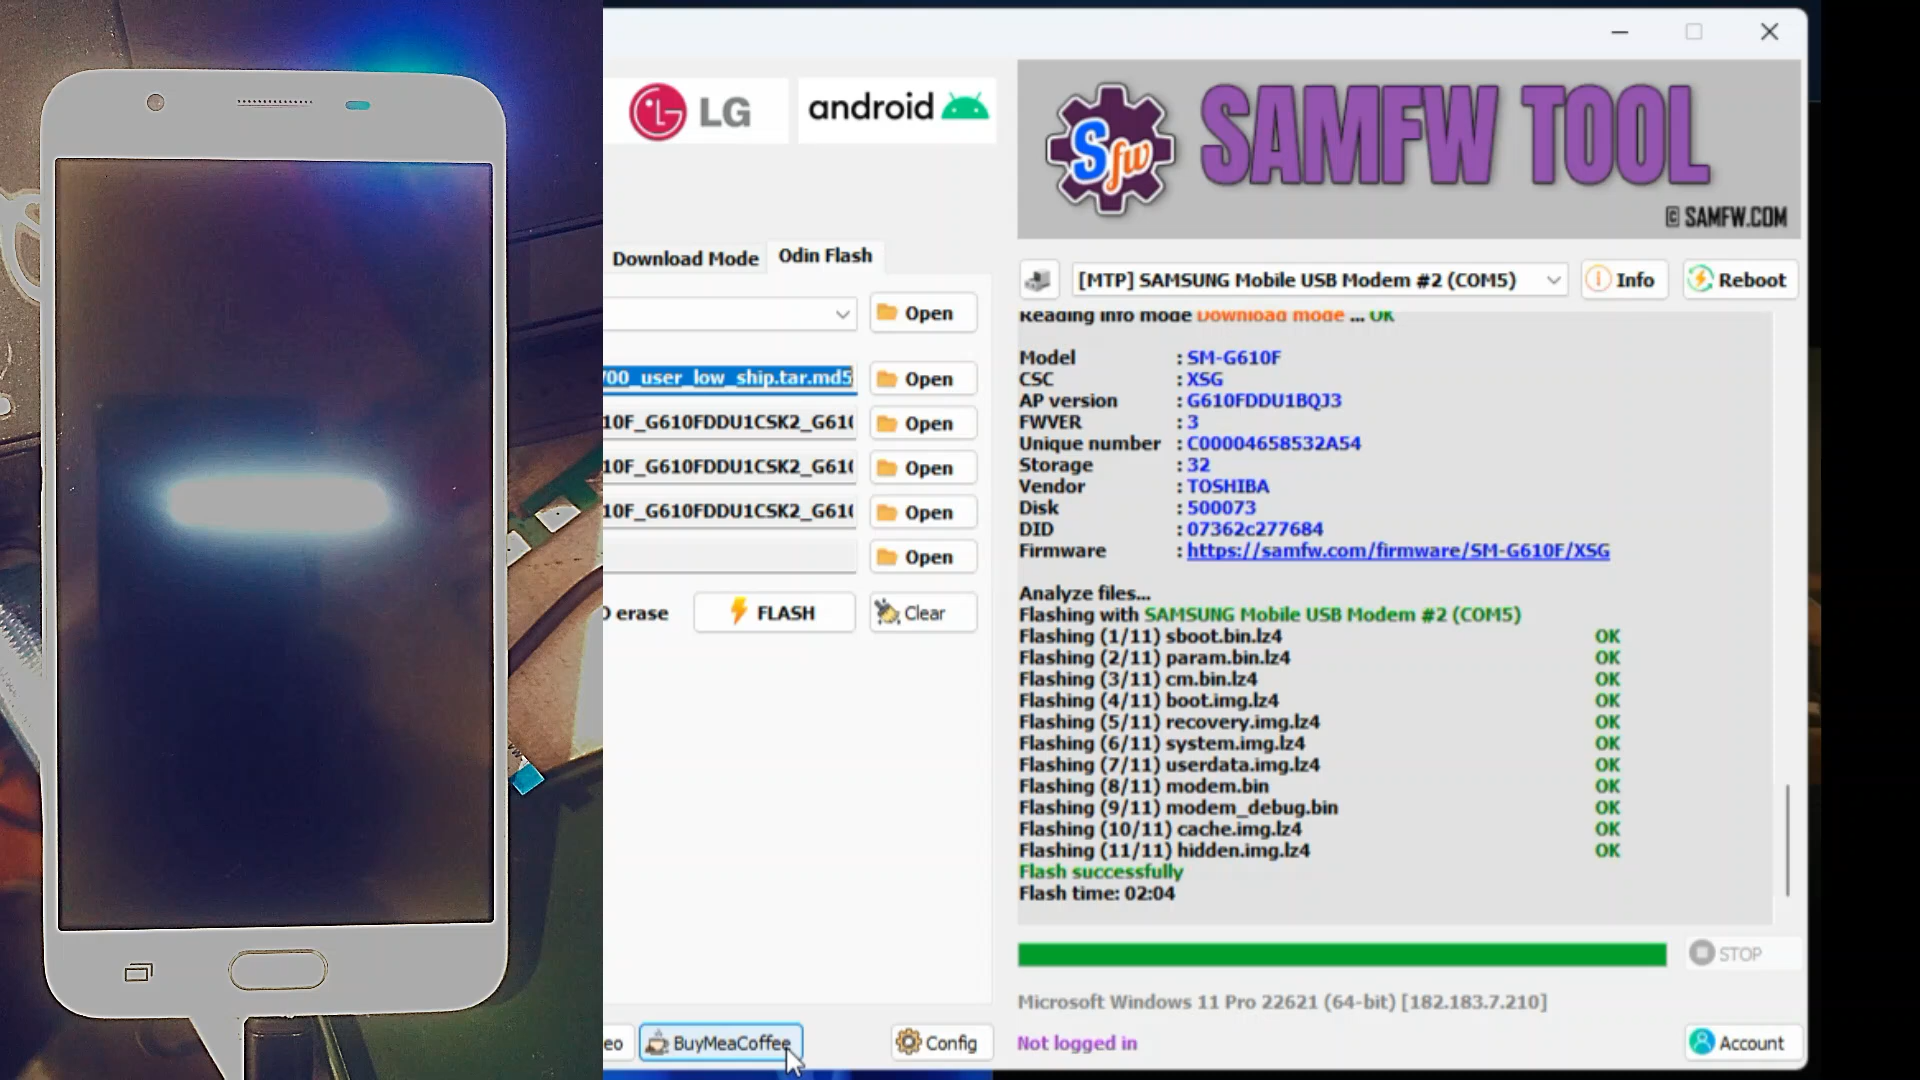 LG
android
SAMFW TOOL
Sfw
© SAMFW.COM
Download Mode
Odin Flash
[MTP] SAMSUNG Mobile USB Modem #2 (COM5)
Info
Reboot
Open
00_user_low_ship.tar.md5
Open
10F_G610FDDU1CSK2_G61
Open
10F_G610FDDU1CSK2_G61
Open
10F_G610FDDU1CSK2_G61
Open
Open
erase
FLASH
Clear
Reading info mode Download mode ... OK
Model : SM-G610F
CSC : XSG
AP version : G610FDDU1BQJ3
FWVER : 3
Unique number : C00004658532A54
Storage : 32
Vendor : TOSHIBA
Disk : 500073
DID : 07362c277684
Firmware : https://samfw.com/firmware/SM-G610F/XSG
Analyze files...
Flashing with SAMSUNG Mobile USB Modem #2 (COM5)
Flashing (1/11) sboot.bin.lz4 OK
Flashing (2/11) param.bin.lz4 OK
Flashing (3/11) cm.bin.lz4 OK
Flashing (4/11) boot.img.lz4 OK
Flashing (5/11) recovery.img.lz4 OK
Flashing (6/11) system.img.lz4 OK
Flashing (7/11) userdata.img.lz4 OK
Flashing (8/11) modem.bin OK
Flashing (9/11) modem_debug.bin OK
Flashing (10/11) cache.img.lz4 OK
Flashing (11/11) hidden.img.lz4 OK
Flash successfully
Flash time: 02:04
STOP
Microsoft Windows 11 Pro 22621 (64-bit) [182.183.7.210]
eo
BuyMeaCoffee
Config
Not logged in
Account